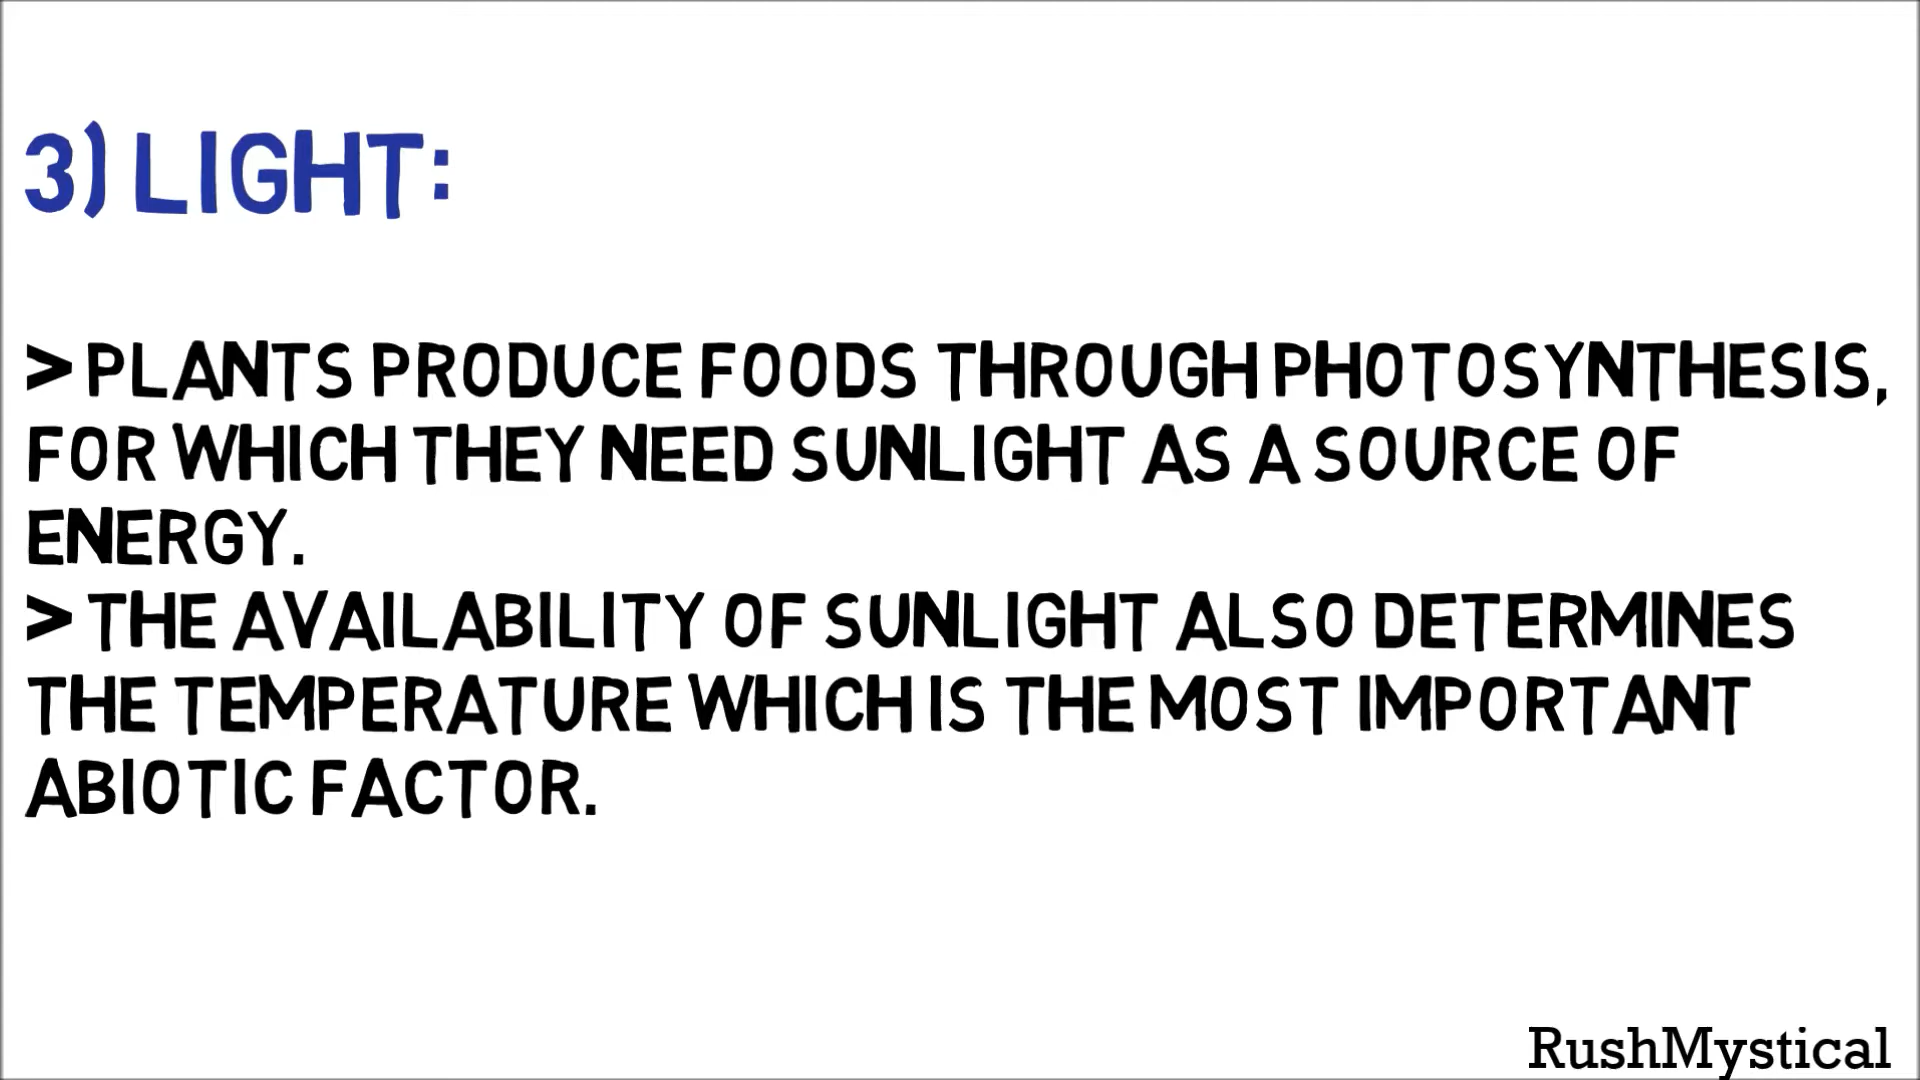 3) LIGHT:
> PLANTS PRODUCE FOODS THROUGH PHOTOSYNTHESIS,
FOR WHICH THEY NEED SUNLIGHT AS A SOURCE OF
ENERGY.
> THE AVAILABILITY OF SUNLIGHT ALSO DETERMINES
THE TEMPERATURE WHICH IS THE MOST IMPORTANT
ABIOTIC FACTOR.
RushMystical